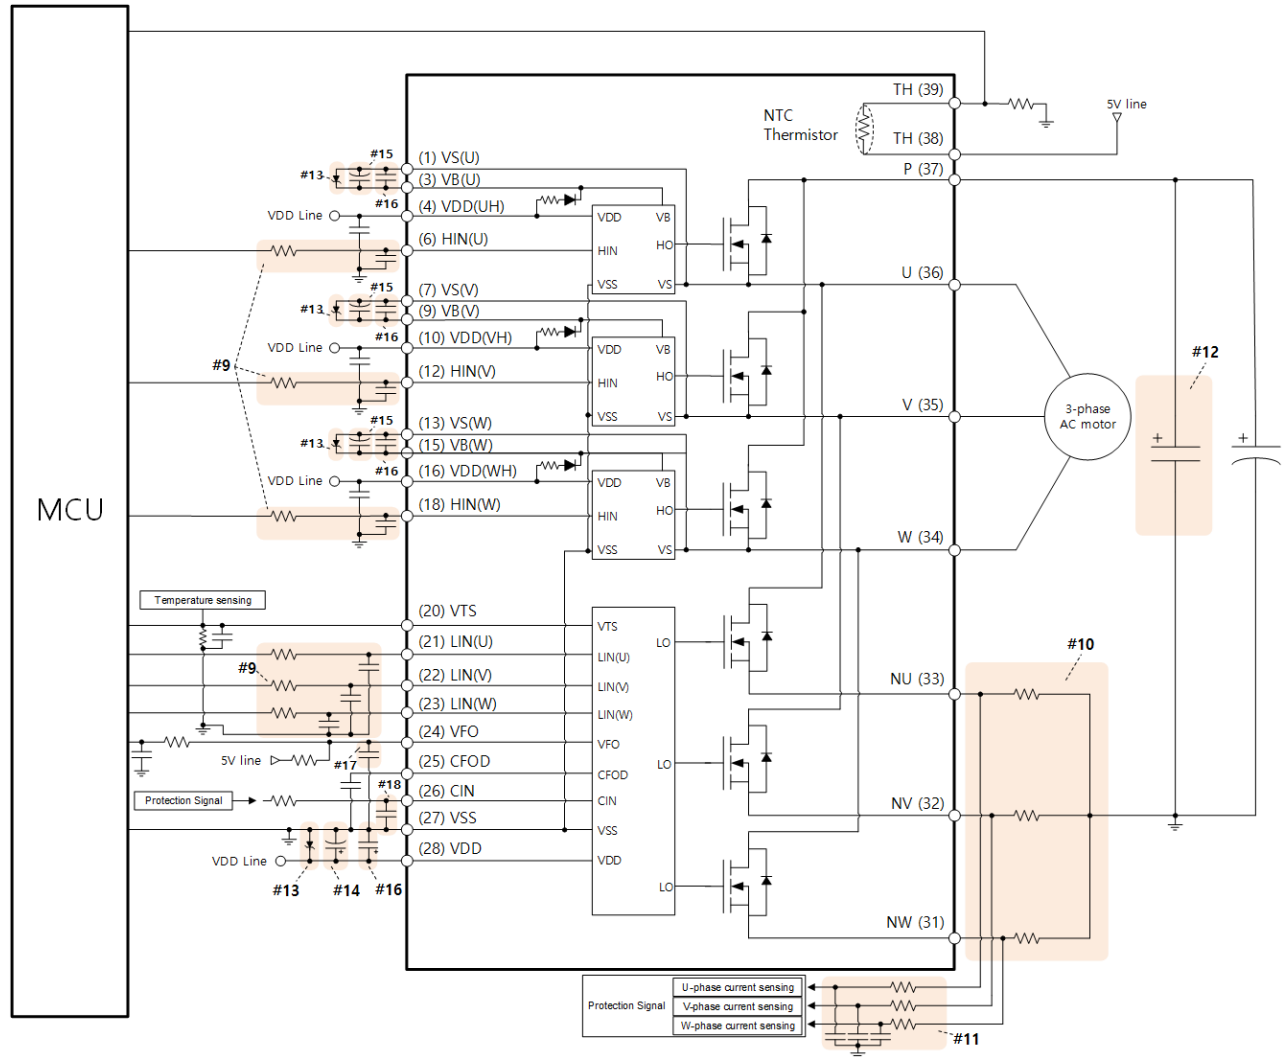 MCU
TH (39)
NTC
Thermistor
5V line
TH (38)
P (37)
#15
#13
(1) VS(U)
(3) VB(U)
#16
VDD Line
(4) VDD(UH)
VDD
VB
(6) HIN(U)
HIN
HO
U (36)
VSS
VS
#15
(7) VS(V)
#13
(9) VB(V)
#16
VDD Line
(10) VDD(VH)
VDD
VB
#12
#9
(12) HIN(V)
HIN
HO
V (35)
3-phase
AC motor
VSS
VS
#15
(13) VS(W)
#13
(15) VB(W)
#16
VDD Line
(16) VDD(WH)
VDD
VB
+
+
(18) HIN(W)
HIN
HO
W (34)
VSS
VS
Temperature sensing
(20) VTS
VTS
(21) LIN(U)
LIN(U)
LO
#9
(22) LIN(V)
LIN(V)
#10
NU (33)
(23) LIN(W)
LIN(W)
(24) VFO
VFO
5V line
#17
(25) CFOD
CFOD
LO
#18
Protection Signal
(26) CIN
CIN
NV (32)
(27) VSS
VSS
+
+
VDD Line
(28) VDD
VDD
#13
#14
#16
LO
NW (31)
Protection Signal
U-phase current sensing
V-phase current sensing
W-phase current sensing
#11